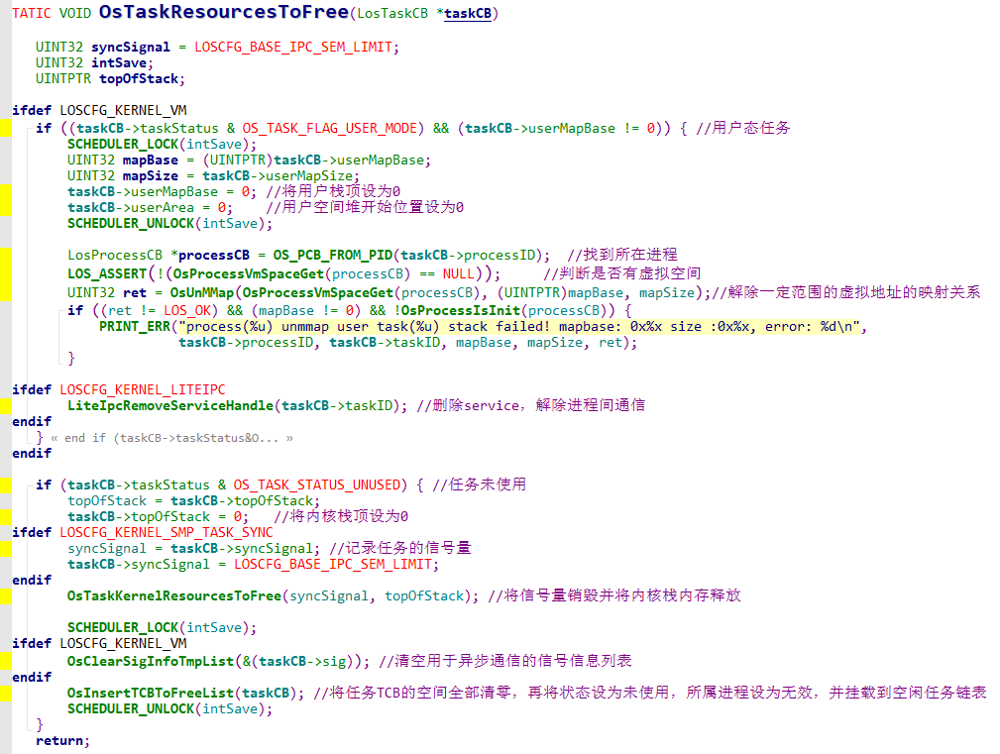 TATIC VOID OsTaskResourcesToFree(LosTaskCB *taskCB)
UINT32 syncSignal = LOSCFG_BASE_IPC_SEM_LIMIT;
UINT32 intSave;
UINTPTR topOfStack;
ifdef LOSCFG_KERNEL_VM
if ((taskCB->taskStatus & OS_TASK_FLAG_USER_MODE) && (taskCB->userMapBase != 0)) { //用户态任务
SCHEDULER_LOCK(intSave);
UINT32 mapBase = (UINTPTR)taskCB->userMapBase;
UINT32 mapSize = taskCB->userMapSize;
taskCB->userMapBase = 0; //将用户栈顶设为0
taskCB->userArea = 0; //用户空间堆开始位置设为0
SCHEDULER_UNLOCK(intSave);
LosProcessCB *processCB = OS_PCB_FROM_PID(taskCB->processID); //找到所在进程
LOS_ASSERT(!(OsProcessVmSpaceGet(processCB) == NULL)); //判断是否有虚拟空间
UINT32 ret = OsUnMMap(OsProcessVmSpaceGet(processCB), (UINTPTR)mapBase, mapSize);//解除一定范围的虚拟地址的映射关系
if ((ret != LOS_OK) && (mapBase != 0) && !OsProcessIsInit(processCB)) {
PRINT_ERR("process(%u) unmmap user task(%u) stack failed! mapbase: 0x%x size :0x%x, error: %d\n",
taskCB->processID, taskCB->taskID, mapBase, mapSize, ret);
}
ifdef LOSCFG_KERNEL_LITEIPC
LiteIpcRemoveServiceHandle(taskCB->taskID); //删除service，解除进程间通信
endif
} « end if (taskCB->taskStatus&O... »
endif
if (taskCB->taskStatus & OS_TASK_STATUS_UNUSED) { //任务未使用
topOfStack = taskCB->topOfStack;
taskCB->topOfStack = 0; //将内核栈顶设为0
ifdef LOSCFG_KERNEL_SMP_TASK_SYNC
syncSignal = taskCB->syncSignal; //记录任务的信号量
taskCB->syncSignal = LOSCFG_BASE_IPC_SEM_LIMIT;
endif
OsTaskKernelResourcesToFree(syncSignal, topOfStack); //将信号量销毁并将内核栈内存释放
SCHEDULER_LOCK(intSave);
ifdef LOSCFG_KERNEL_VM
OsClearSigInfoTmpList(&(taskCB->sig)); //清空用于异步通信的信号信息列表
endif
OsInsertTCBToFreeList(taskCB); //将任务TCB的空间全部清零，再将状态设为未使用，所属进程设为无效，并挂载到空闲任务链表
SCHEDULER_UNLOCK(intSave);
}
return;